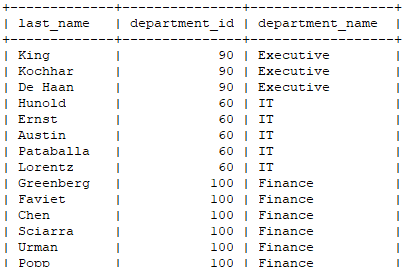 +-------------+---------------+------------------+
| last_name   | department_id | department_name  |
+-------------+---------------+------------------+
| King        |            90 | Executive        |
| Kochhar     |            90 | Executive        |
| De Haan     |            90 | Executive        |
| Hunold      |            60 | IT               |
| Ernst       |            60 | IT               |
| Austin      |            60 | IT               |
| Pataballa   |            60 | IT               |
| Lorentz     |            60 | IT               |
| Greenberg   |           100 | Finance          |
| Faviet      |           100 | Finance          |
| Chen        |           100 | Finance          |
| Sciarra     |           100 | Finance          |
| Urman       |           100 | Finance          |
| Popp        |           100 | Finance          |